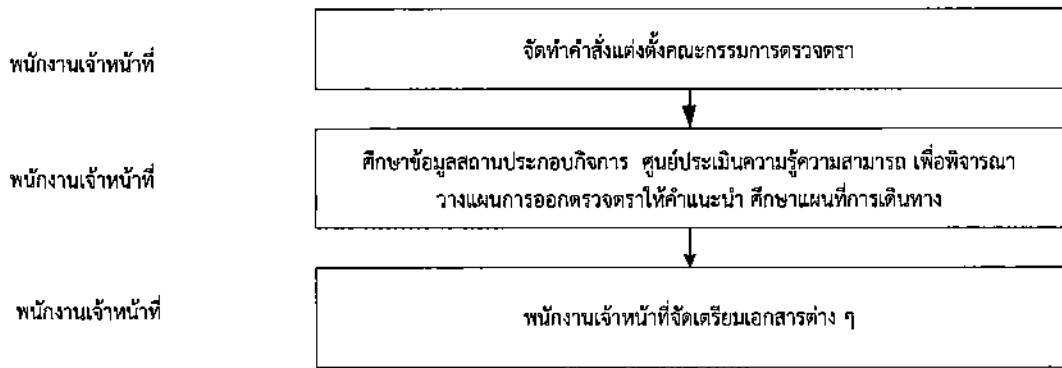 พนักงานเจ้าหน้าที่
จัดทำคำสั่งแต่งตั้งคณะกรรมการตรวจตรา
พนักงานเจ้าหน้าที่
ศึกษาข้อมูลสถานประกอบกิจการ ศูนย์ประเมินความรู้ความสามารถ เพื่อพิจารณา
วางแผนการออกตรวจตราให้คำแนะนำ ศึกษาแผนที่การเดินทาง
พนักงานเจ้าหน้าที่
พนักงานเจ้าหน้าที่จัดเตรียมเอกสารต่าง ๆ